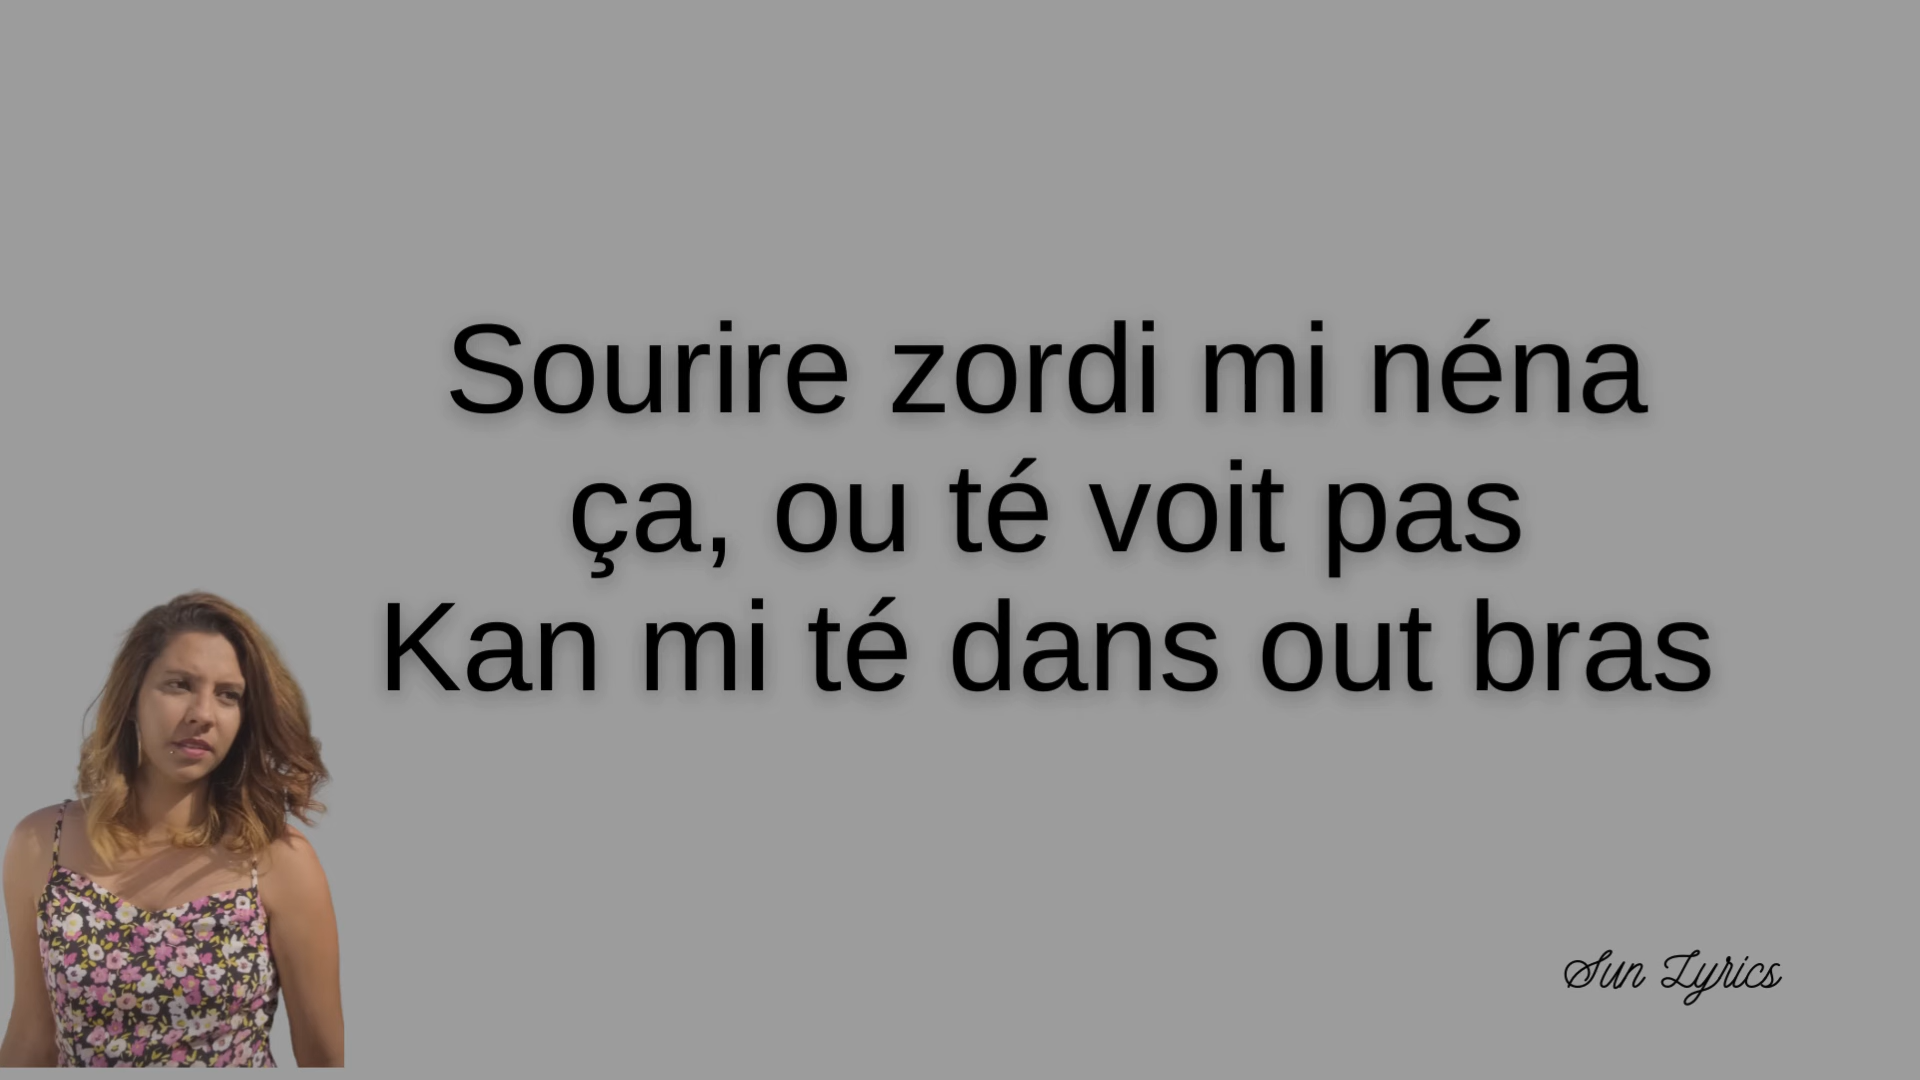 Sourire zordi mi néna
ça, ou té voit pas
Kan mi té dans out bras
Sun Lyrics